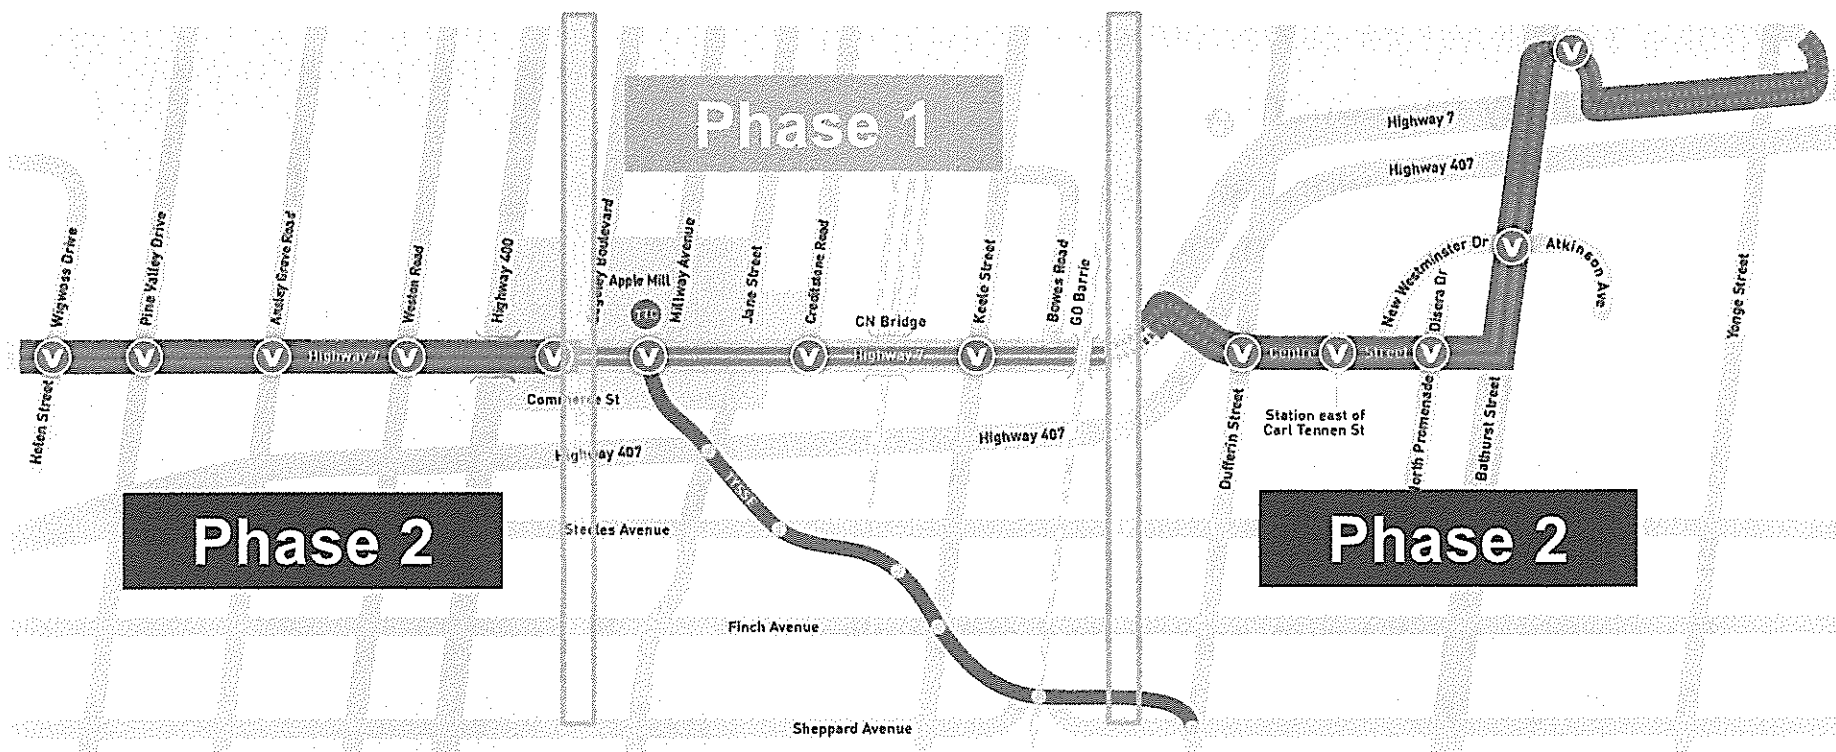 Phase 1
Highway 7
Highway 407
Wigwoss Drive
Pine Valley Drive
Ansley Grove Road
Weston Road
Highway 400
Boulevard
Apple Mill
Millway Avenue
Jane Street
Creditstone Road
CN Bridge
Keele Street
Bowes Road
GO Barrie
New Westminster Dr
Disera Dr
Atkinson Ave
Yonge Street
V
V
V
Highway 7
V
V
V
V
Highway 7
V
V
Centre
V
Street
V
V
V
TTC
Helen Street
Commerce St
Highway 407
Highway 407
TYSSE
Dufferin Street
Station east of
Carl Tennen St
North Promenade
Bathurst Street
Phase 2
Steeles Avenue
Phase 2
Finch Avenue
Sheppard Avenue